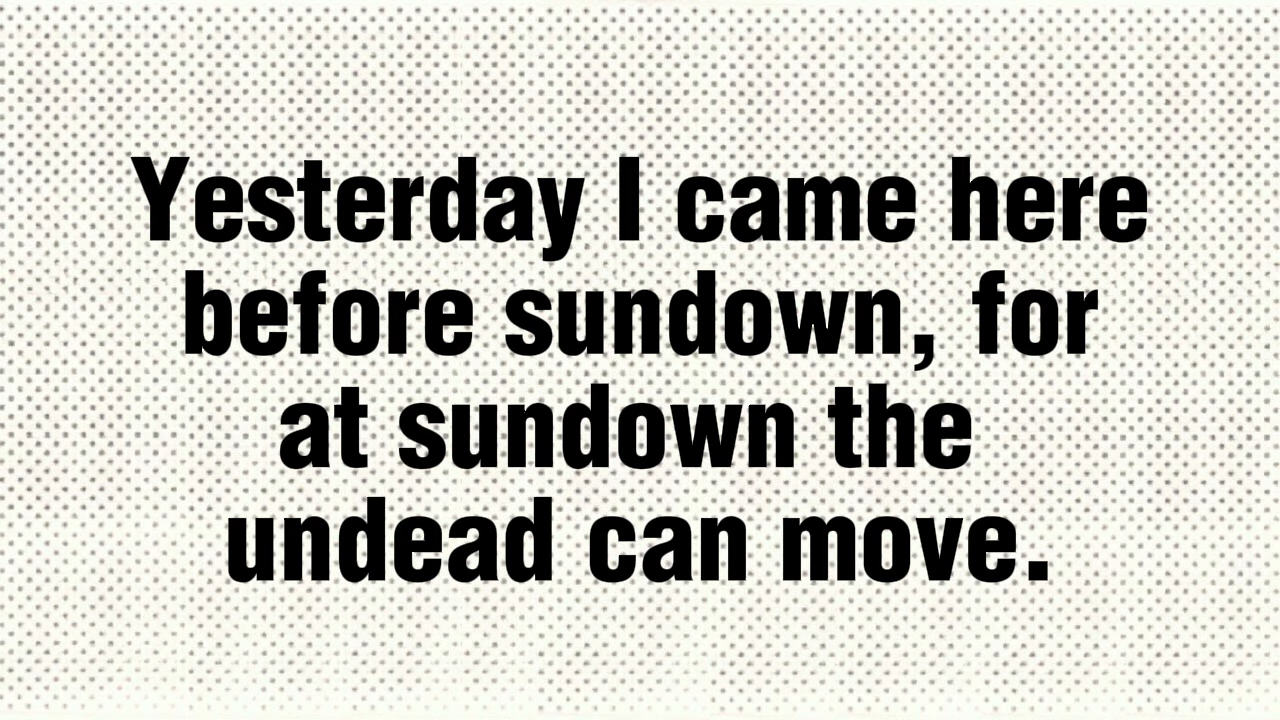 Yesterday I came here
before sundown, for
at sundown the
undead can move.